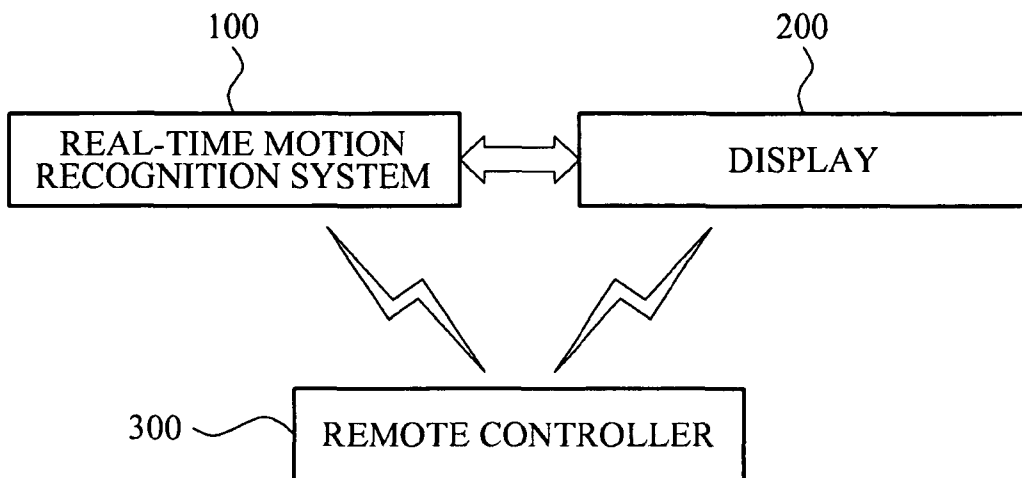 100
200
REAL-TIME MOTION
RECOGNITION SYSTEM
DISPLAY
300
REMOTE CONTROLLER